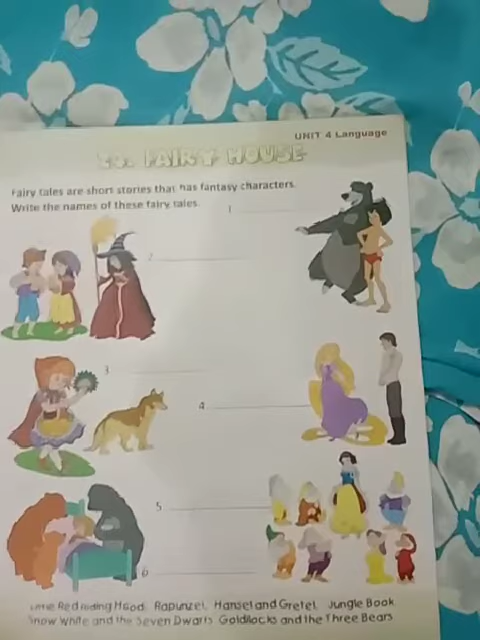 UNIT 4 Language
20. FAIRY HOUSE
Fairy tales are short stories that has fantasy characters.
Write the names of these fairy tales.
1
2
3
4
5
6
Little Red riding Hood Rapunzel, Hansel and Gretel, Jungle Book
Snow White and the Seven Dwarfs Goldilocks and the Three Bears